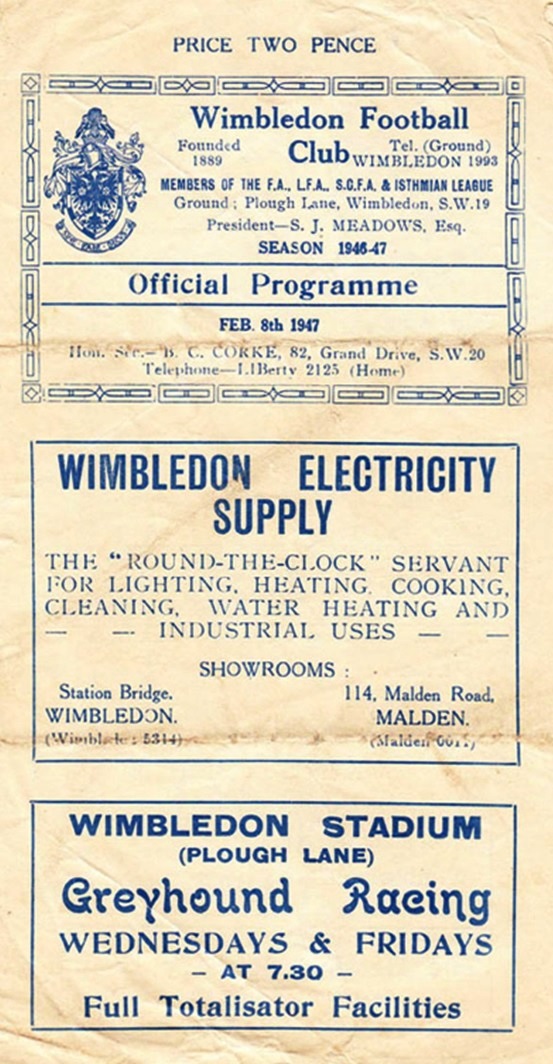 PRICE TWO PENCE
Wimbledon Football
Founded
1889
Club
Tel. (Ground)
WIMBLEDON 1993
MEMBERS OF THE F.A., L.F.A., S.C.F.A. & ISTHMIAN LEAGUE
Ground ; Plough Lane, Wimbledon, S.W.19
President—S. J. MEADOWS, Esq.
SEASON 1946-47
Official Programme
FEB. 8th 1947
Hon. Sec.— B. C. CORKE, 82, Grand Drive, S.W.20
Telephone—LIBerty 2125 (Home)
WIMBLEDON ELECTRICITY
SUPPLY
THE “ROUND-THE-CLOCK” SERVANT
FOR LIGHTING, HEATING, COOKING,
CLEANING, WATER HEATING AND
— — INDUSTRIAL USES — —
SHOWROOMS :
Station Bridge,
WIMBLEDON.
114, Malden Road,
MALDEN.
(Malden
WIMBLEDON STADIUM
(PLOUGH LANE)
Greyhound Racing
WEDNESDAYS & FRIDAYS
– AT 7.30 –
Full Totalisator Facilities